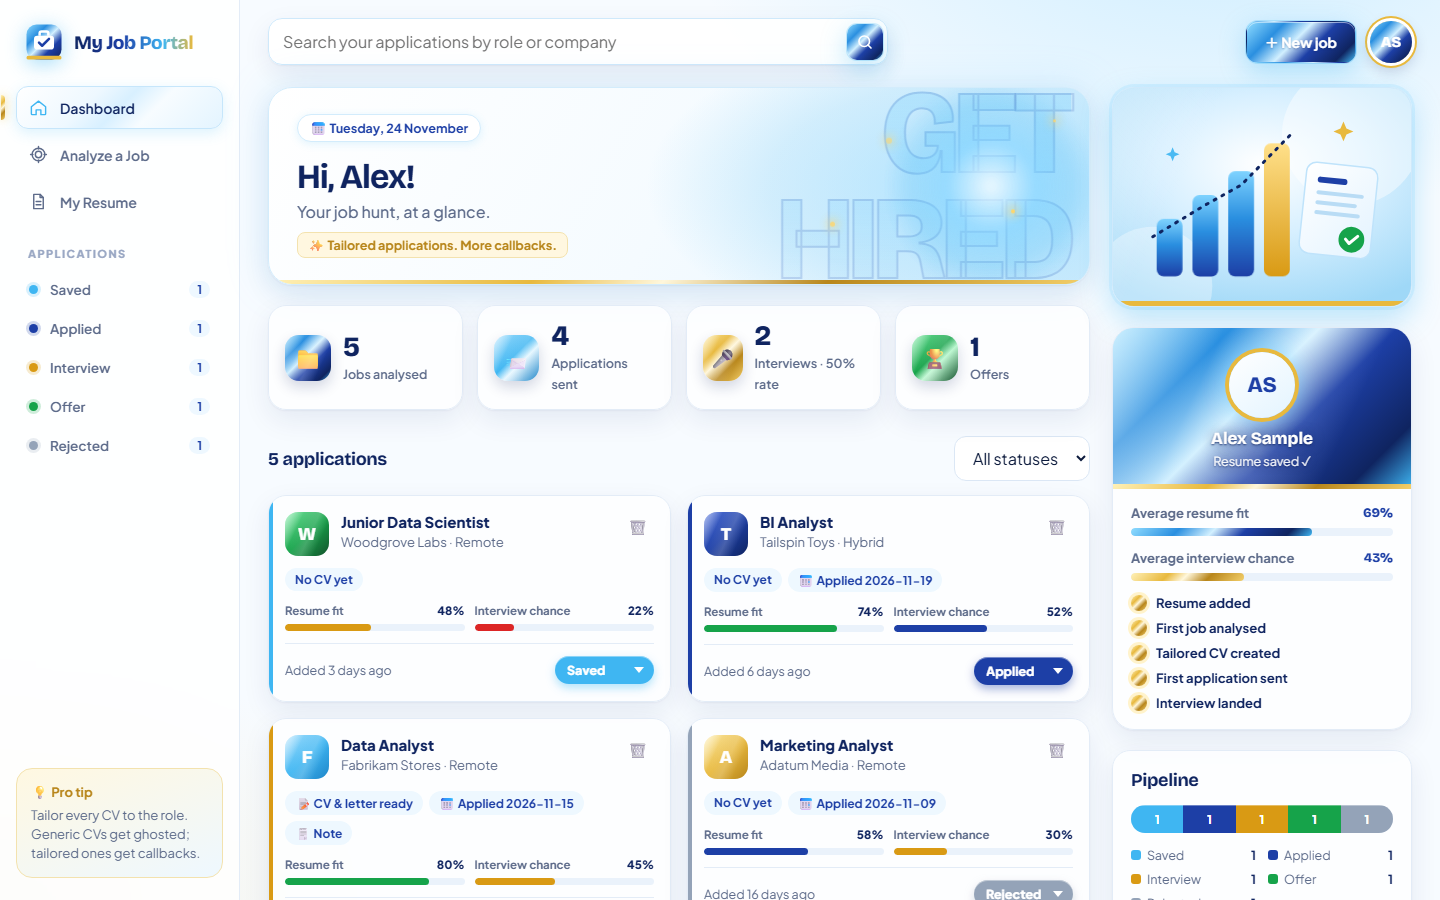 My Job Portal
Dashboard
Analyze a Job
My Resume
APPLICATIONS
Saved 1
Applied 1
Interview 1
Offer 1
Rejected 1
Pro tip
Tailor every CV to the role.
Generic CVs get ghosted;
tailored ones get callbacks.
Search your applications by role or company
+ New job
AS
Tuesday, 24 November
Hi, Alex!
Your job hunt, at a glance.
Tailored applications. More callbacks.
GET
HIRED
5
Jobs analysed
4
Applications
sent
2
Interviews · 50%
rate
1
Offers
5 applications
All statuses
W
Junior Data Scientist
Woodgrove Labs · Remote
No CV yet
Resume fit 48% Interview chance 22%
Added 3 days ago
Saved
T
BI Analyst
Tailspin Toys · Hybrid
No CV yet
Applied 2026-11-19
Resume fit 74% Interview chance 52%
Added 6 days ago
Applied
F
Data Analyst
Fabrikam Stores · Remote
CV & letter ready
Applied 2026-11-15
Note
Resume fit 80% Interview chance 45%
A
Marketing Analyst
Adatum Media · Remote
No CV yet
Applied 2026-11-09
Resume fit 58% Interview chance 30%
Added 16 days ago
Rejected
AS
Alex Sample
Resume saved ✓
Average resume fit 69%
Average interview chance 43%
Resume added
First job analysed
Tailored CV created
First application sent
Interview landed
Pipeline
1 1 1 1 1
Saved 1 Applied 1
Interview 1 Offer 1